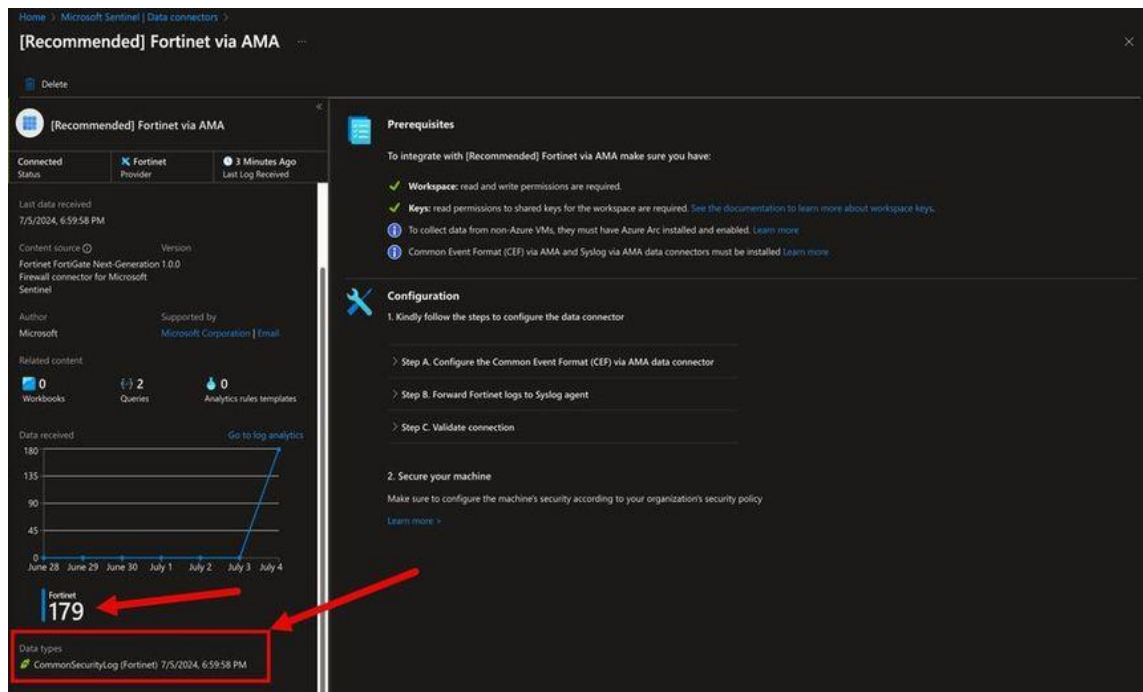 Home > Microsoft Sentinel | Data connectors >
[Recommended] Fortinet via AMA ...
Delete
[Recommended] Fortinet via AMA
Connected
Status
Fortinet
Provider
3 Minutes Ago
Last Log Received
Last data received
7/5/2024, 6:59:58 PM
Content source
Fortinet FortiGate Next-Generation
Firewall connector for Microsoft
Sentinel
Version
1.0.0
Author
Microsoft
Supported by
Microsoft Corporation | Email
Related content
0
Workbooks
2
Queries
0
Analytics rules templates
Data received
Go to log analytics
180
135
90
45
0
June 28 June 29 June 30 July 1 July 2 July 3 July 4
Fortinet
179
Data types
CommonSecurityLog (Fortinet) 7/5/2024, 6:59:58 PM
Prerequisites
To integrate with [Recommended] Fortinet via AMA make sure you have:
Workspace: read and write permissions are required.
Keys: read permissions to shared keys for the workspace are required. See the documentation to learn more about workspace keys.
To collect data from non-Azure VMs, they must have Azure Arc installed and enabled. Learn more
Common Event Format (CEF) via AMA and Syslog via AMA data connectors must be installed Learn more
Configuration
1. Kindly follow the steps to configure the data connector
> Step A. Configure the Common Event Format (CEF) via AMA data connector
> Step B. Forward Fortinet logs to Syslog agent
> Step C. Validate connection
2. Secure your machine
Make sure to configure the machine's security according to your organization's security policy
Learn more >